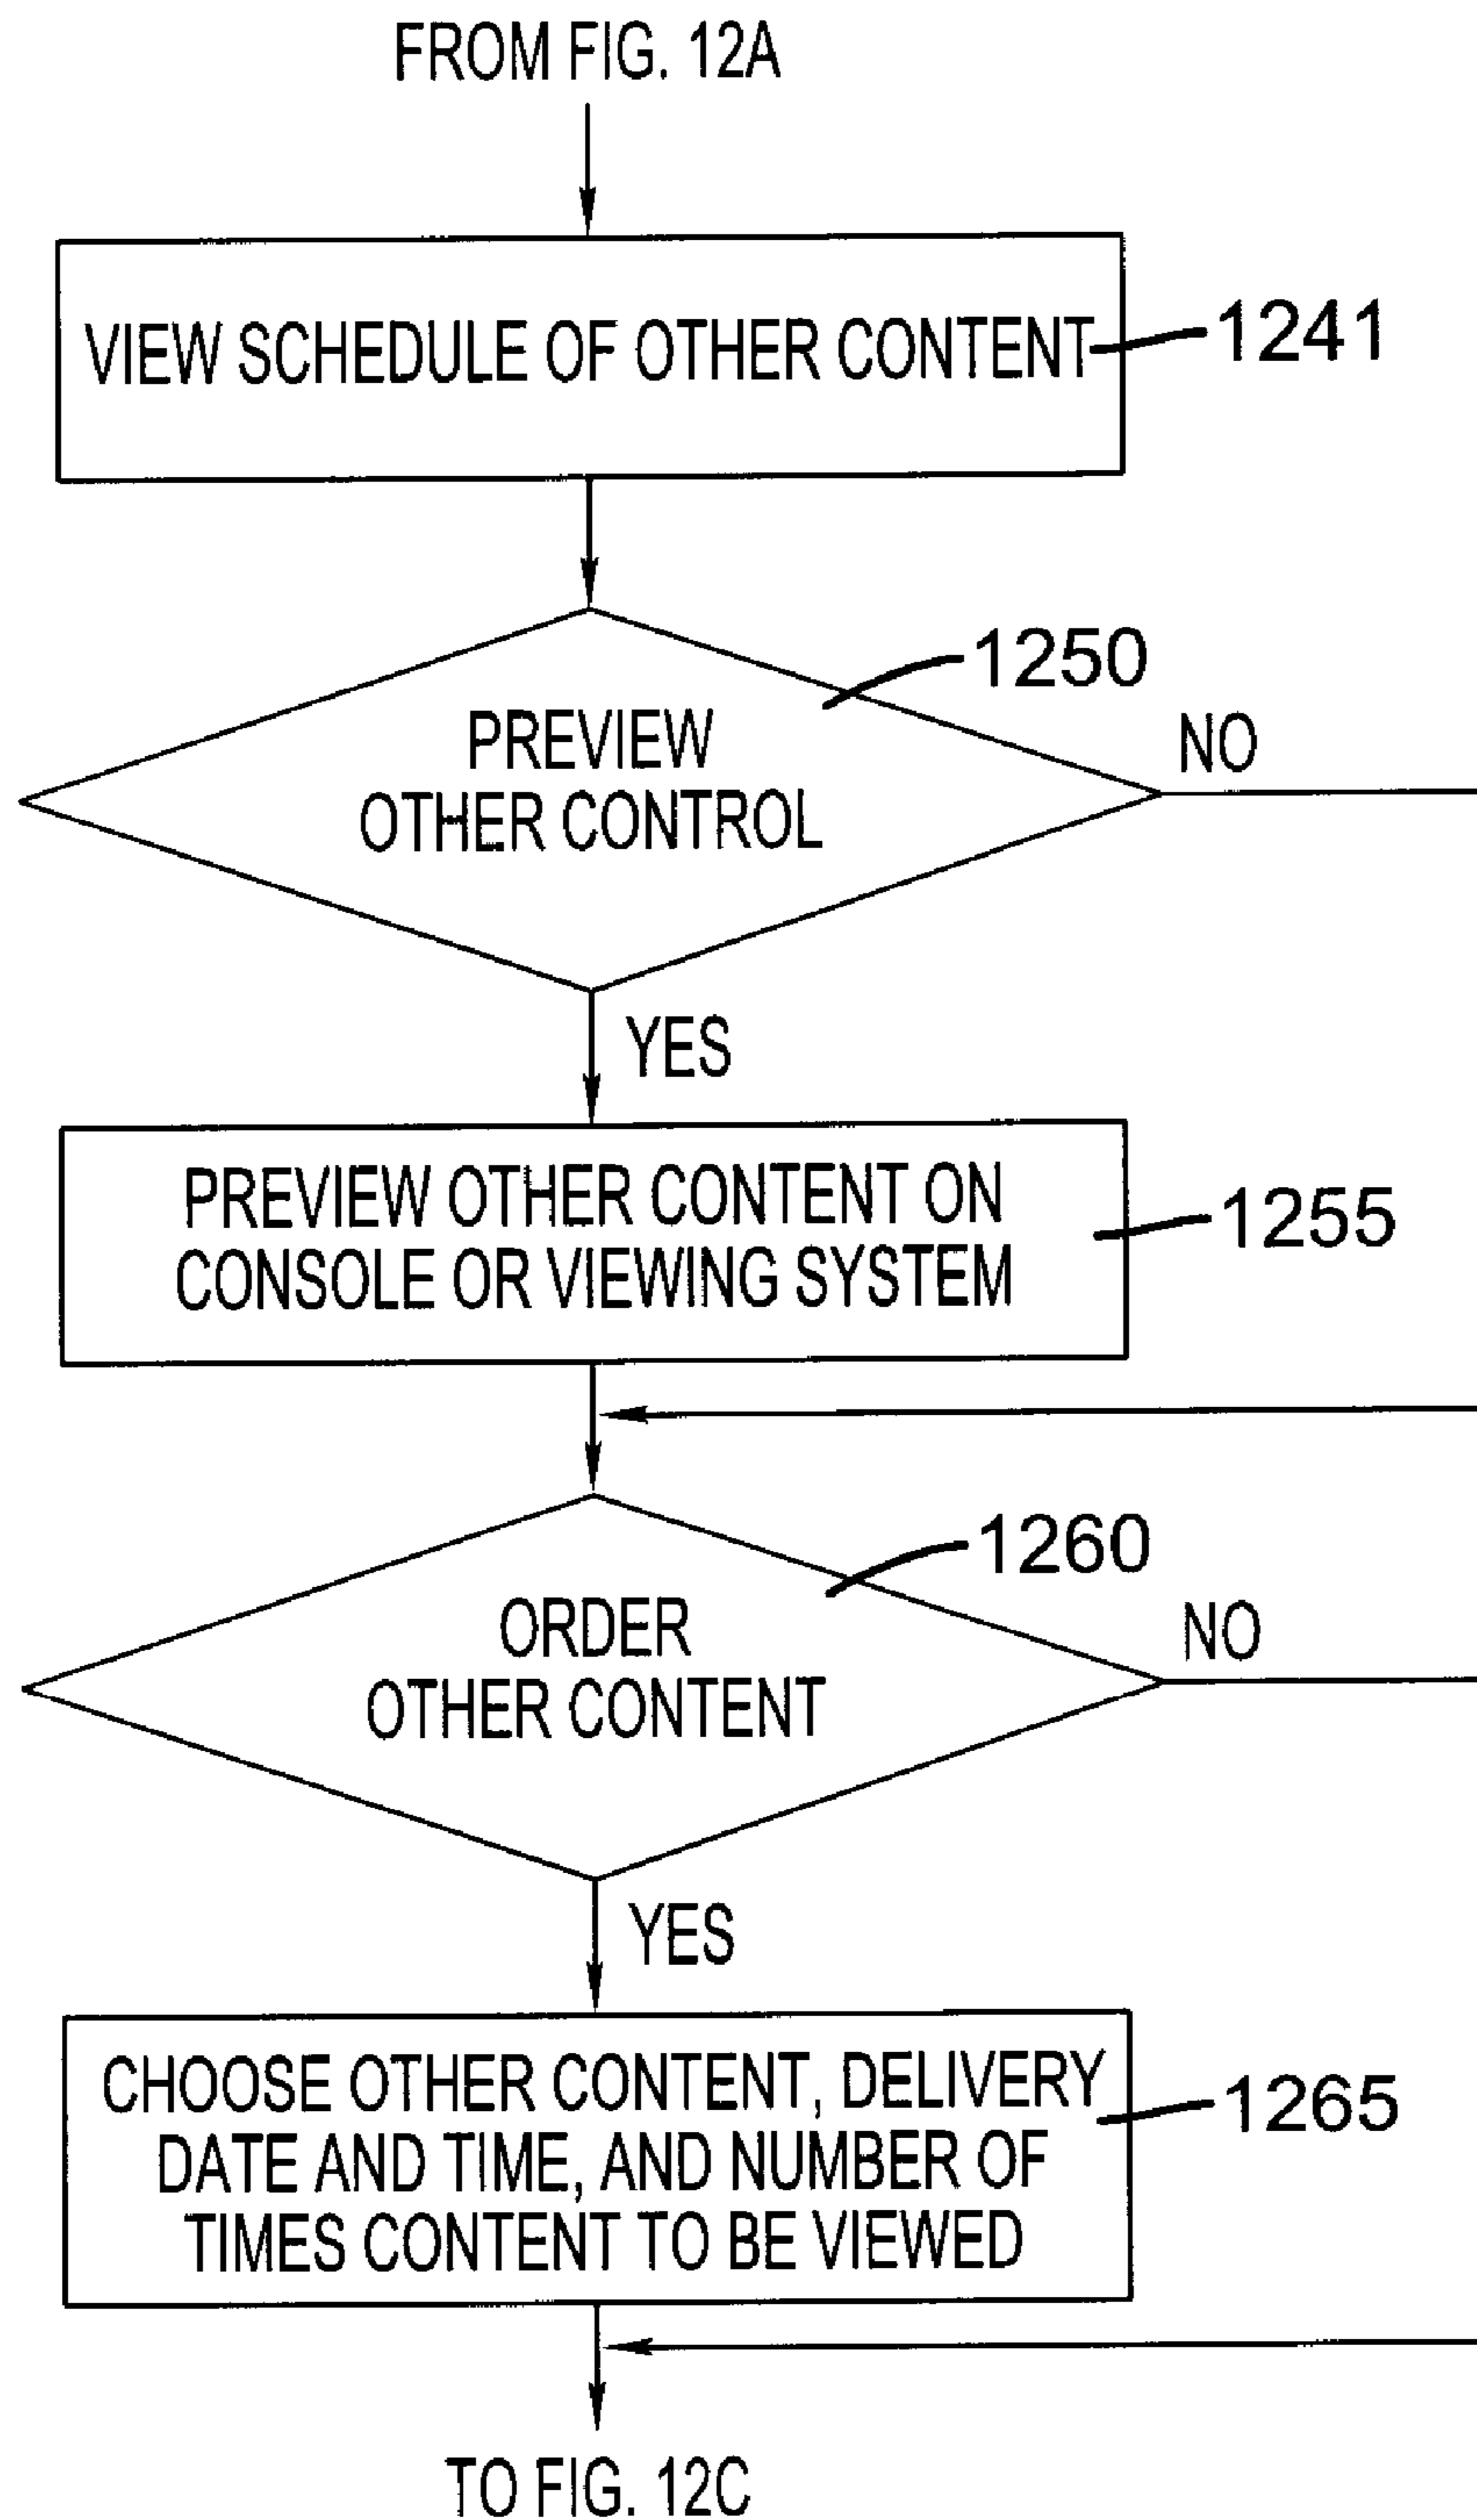 FROM FIG. 12A
VIEW SCHEDULE OF OTHER CONTENT
1241
1250
PREVIEW
OTHER CONTROL
NO
YES
PREVIEW OTHER CONTENT ON
CONSOLE OR VIEWING SYSTEM
1255
1260
ORDER
OTHER CONTENT
NO
YES
CHOOSE OTHER CONTENT, DELIVERY
DATE AND TIME, AND NUMBER OF
TIMES CONTENT TO BE VIEWED
1265
TO FIG. 12C